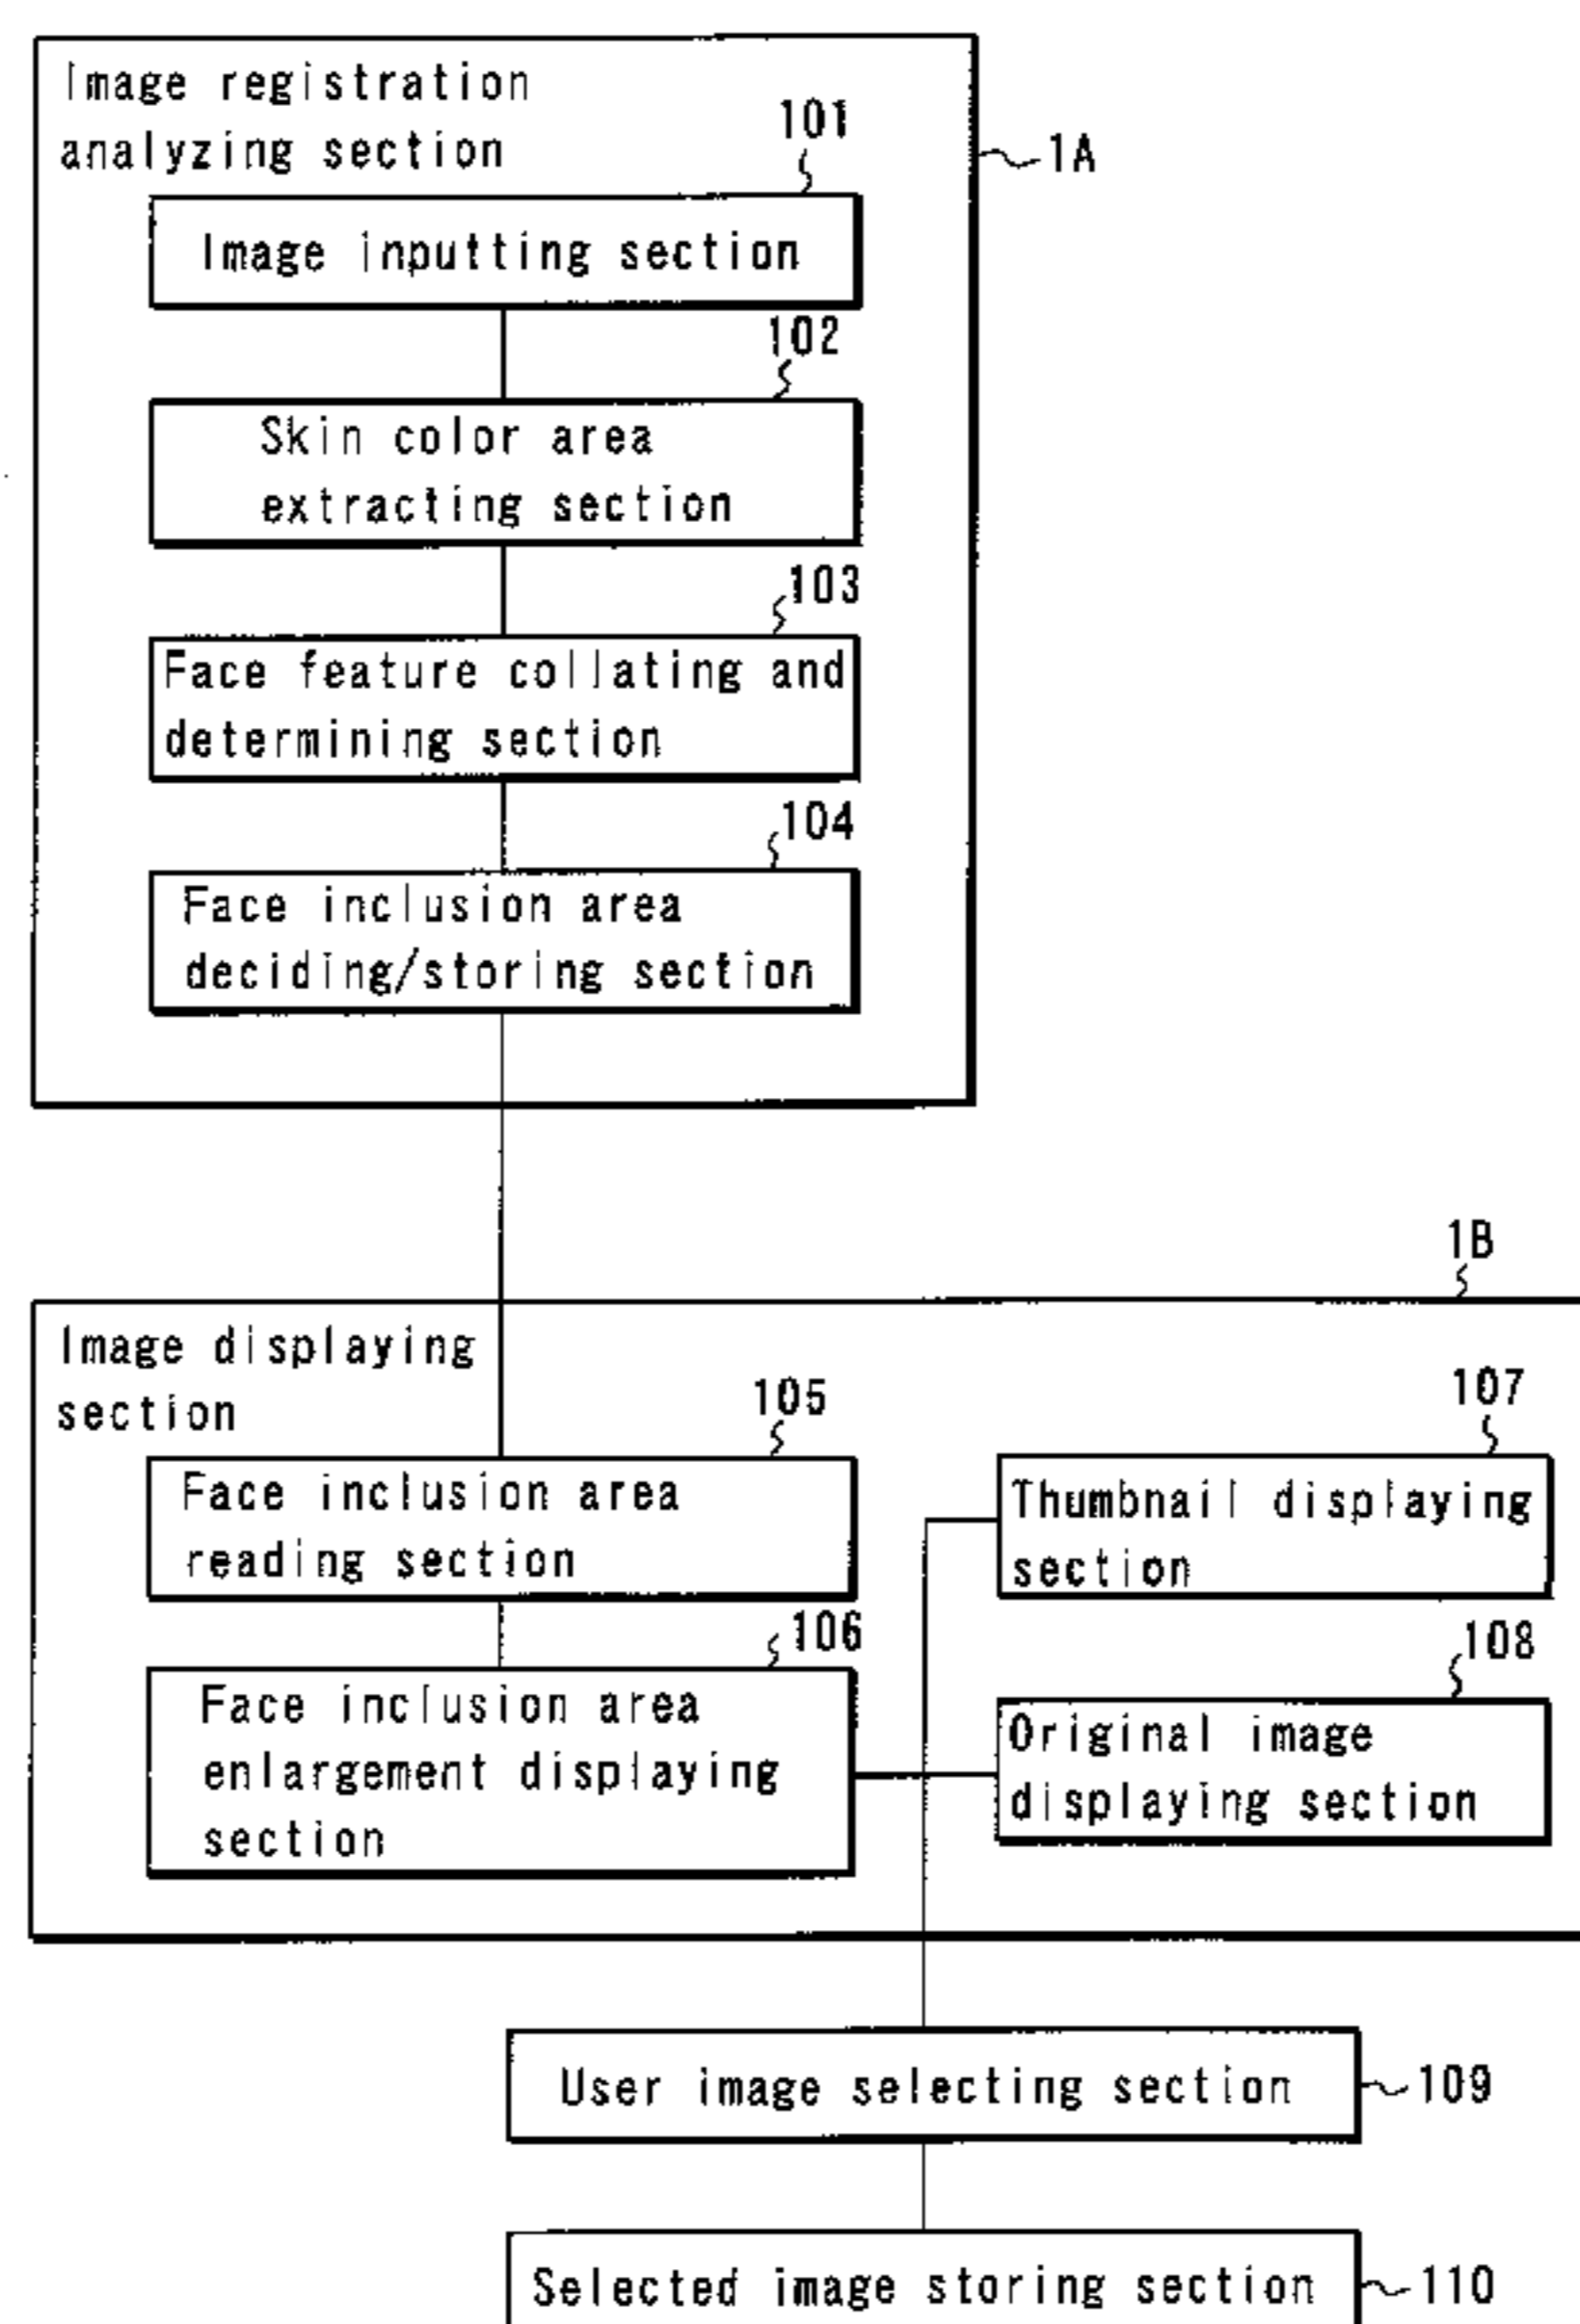 Image registration
analyzing section
1A
101
Image inputting section
102
Skin color area
extracting section
103
Face feature collating and
determining section
104
Face inclusion area
deciding/storing section
1B
Image displaying
section
105
Face inclusion area
reading section
106
Face inclusion area
enlargement displaying
section
107
Thumbnail displaying
section
108
Original image
displaying section
User image selecting section
109
Selected image storing section
110